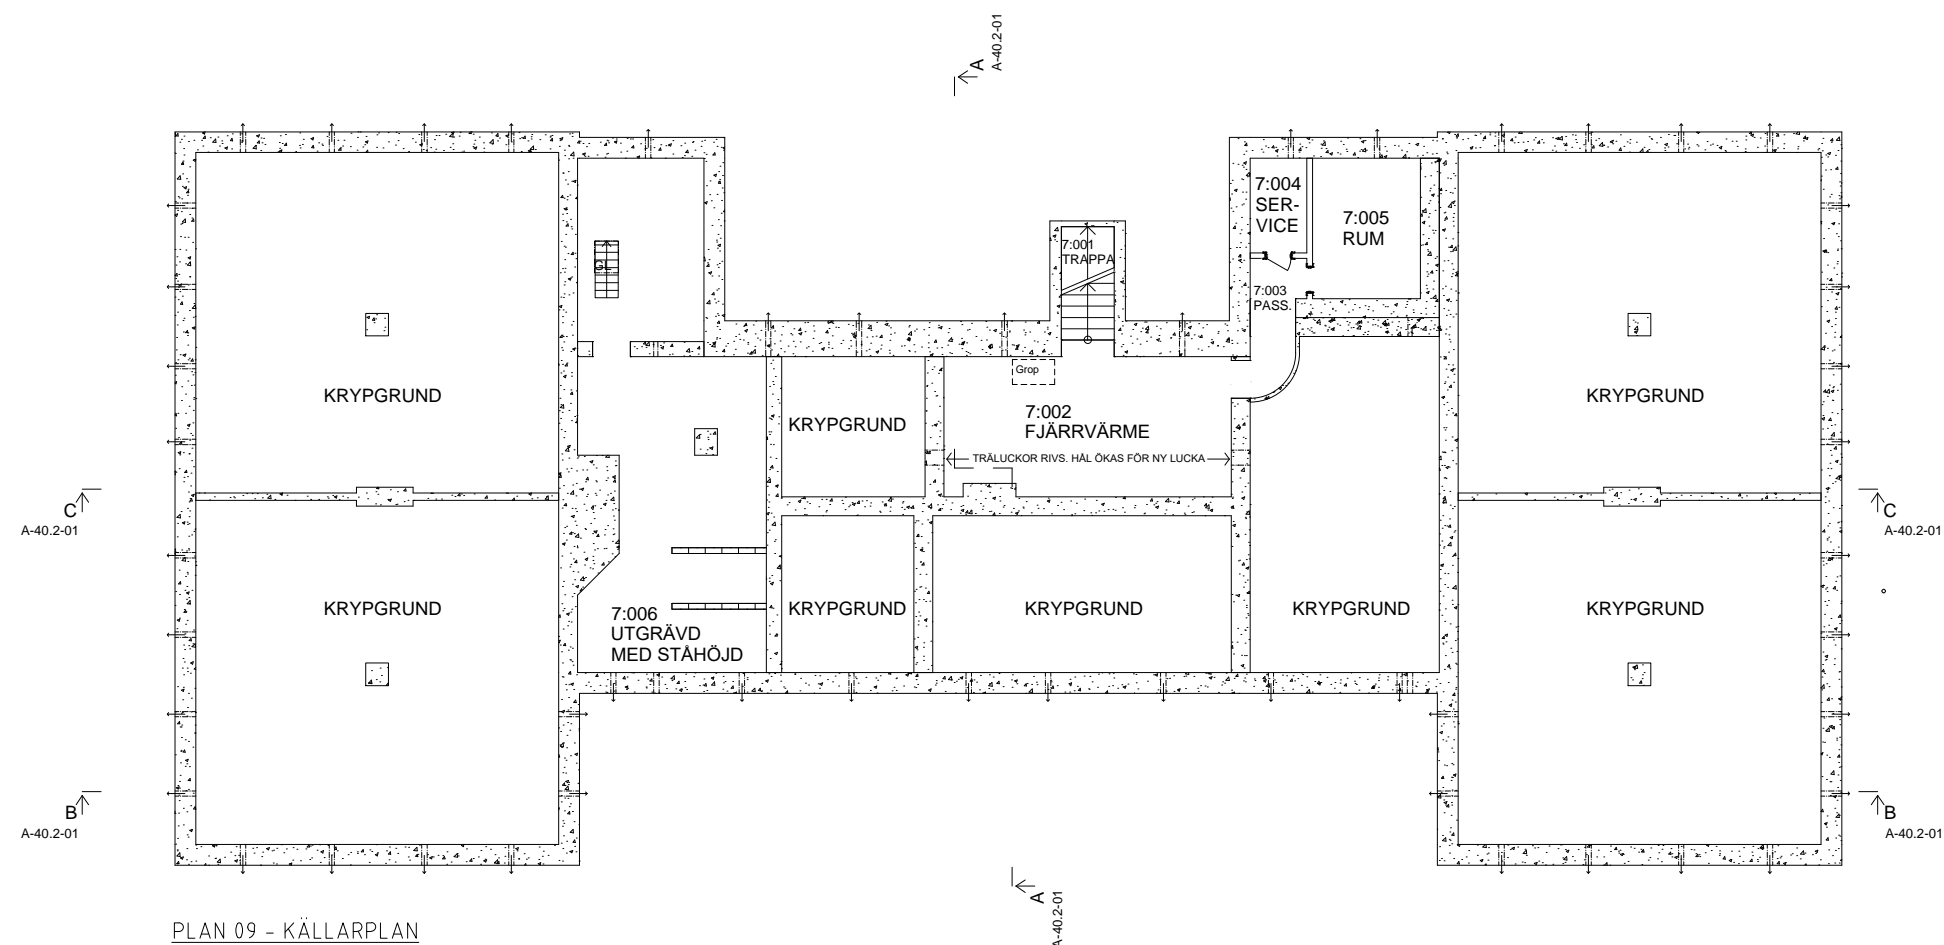 A
A-40.2-01
7:004
SER-
VICE
7:005
RUM
7:001
TRAPPA
GL
7:003
PASS.
Grop
KRYPGRUND
KRYPGRUND
7:002
FJÄRRVÄRME
KRYPGRUND
TRÄLUCKOR RIVS. HÅL ÖKAS FÖR NY LUCKA
C
A-40.2-01
C
A-40.2-01
KRYPGRUND
7:006
UTGRÄVD
MED STÅHÖJD
KRYPGRUND
KRYPGRUND
KRYPGRUND
KRYPGRUND
B
A-40.2-01
B
A-40.2-01
A
A-40.2-01
PLAN 09 - KÄLLARPLAN